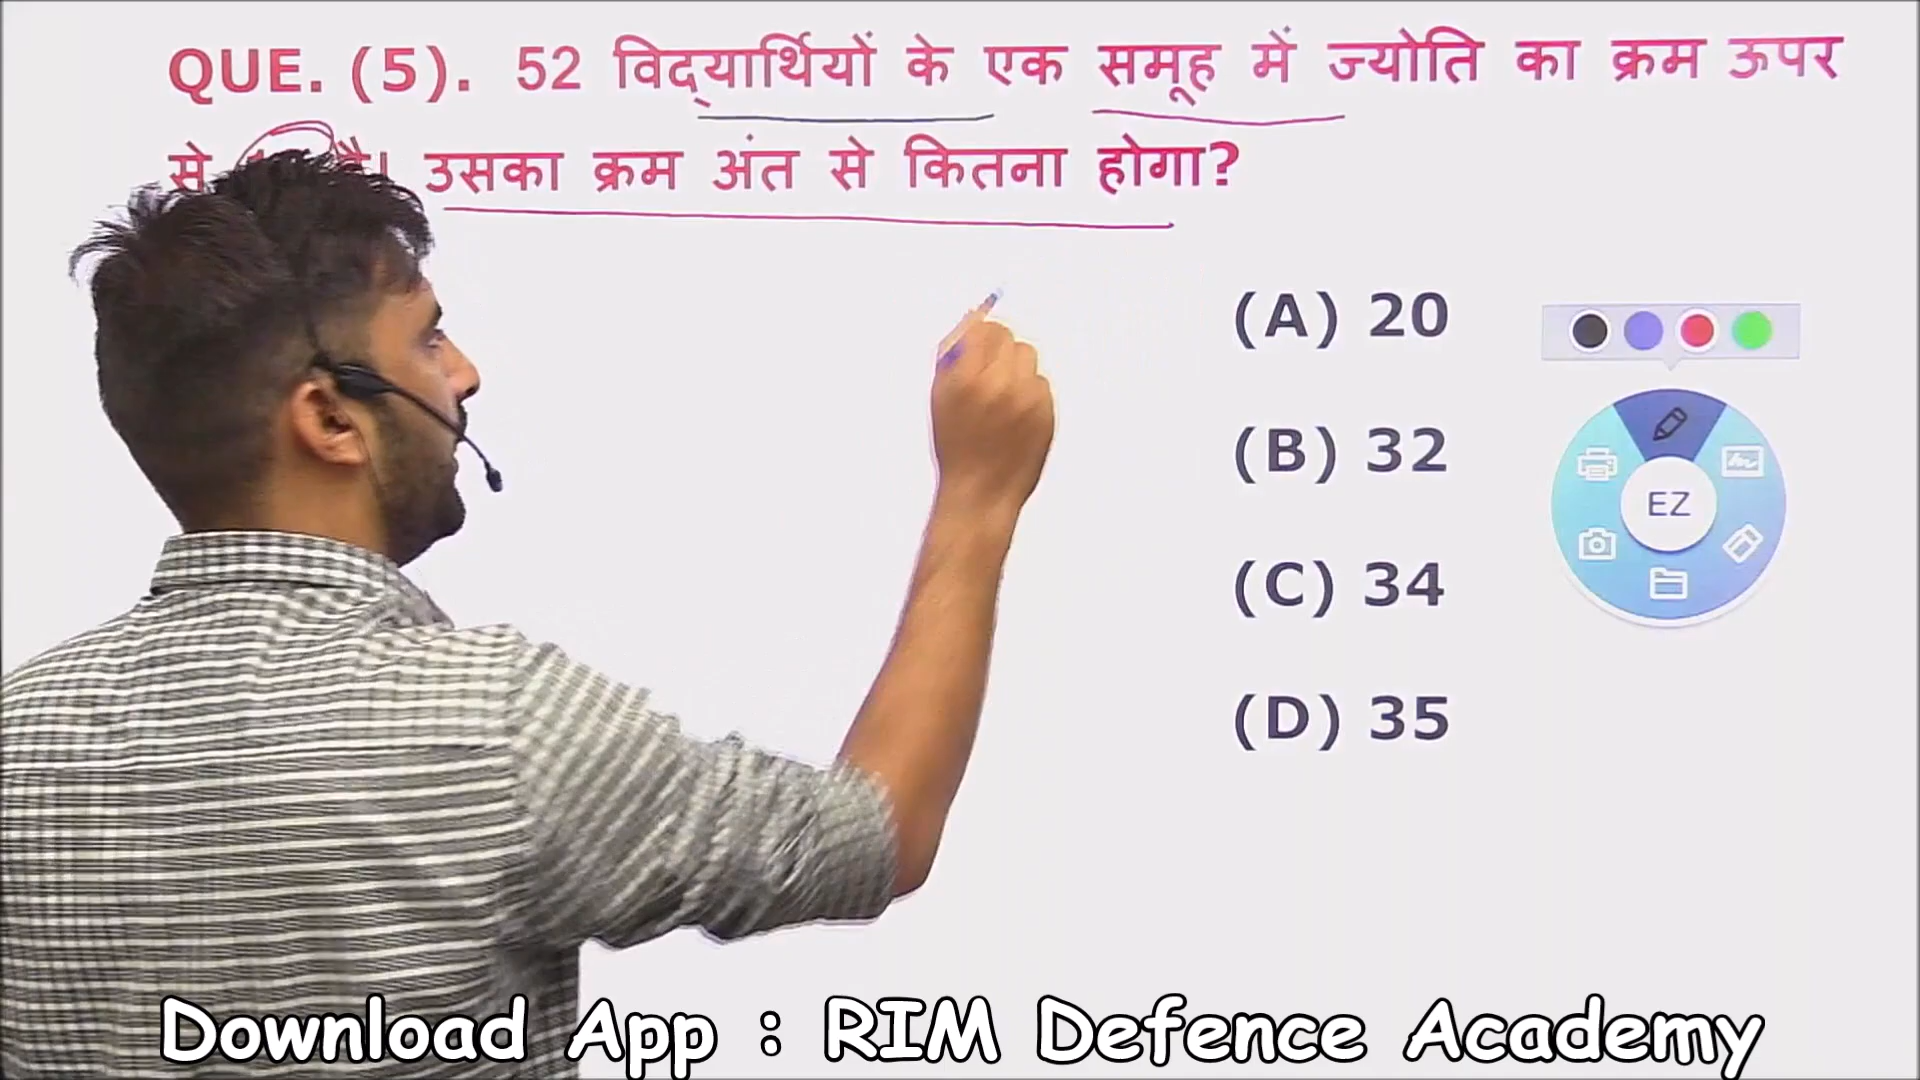 QUE. (5). 52 विद्यार्थियों के एक समूह में ज्योति का क्रम ऊपर
से है। उसका क्रम अंत से कितना होगा?
(A) 20
(B) 32
(C) 34
(D) 35
EZ
Download App : RIM Defence Academy